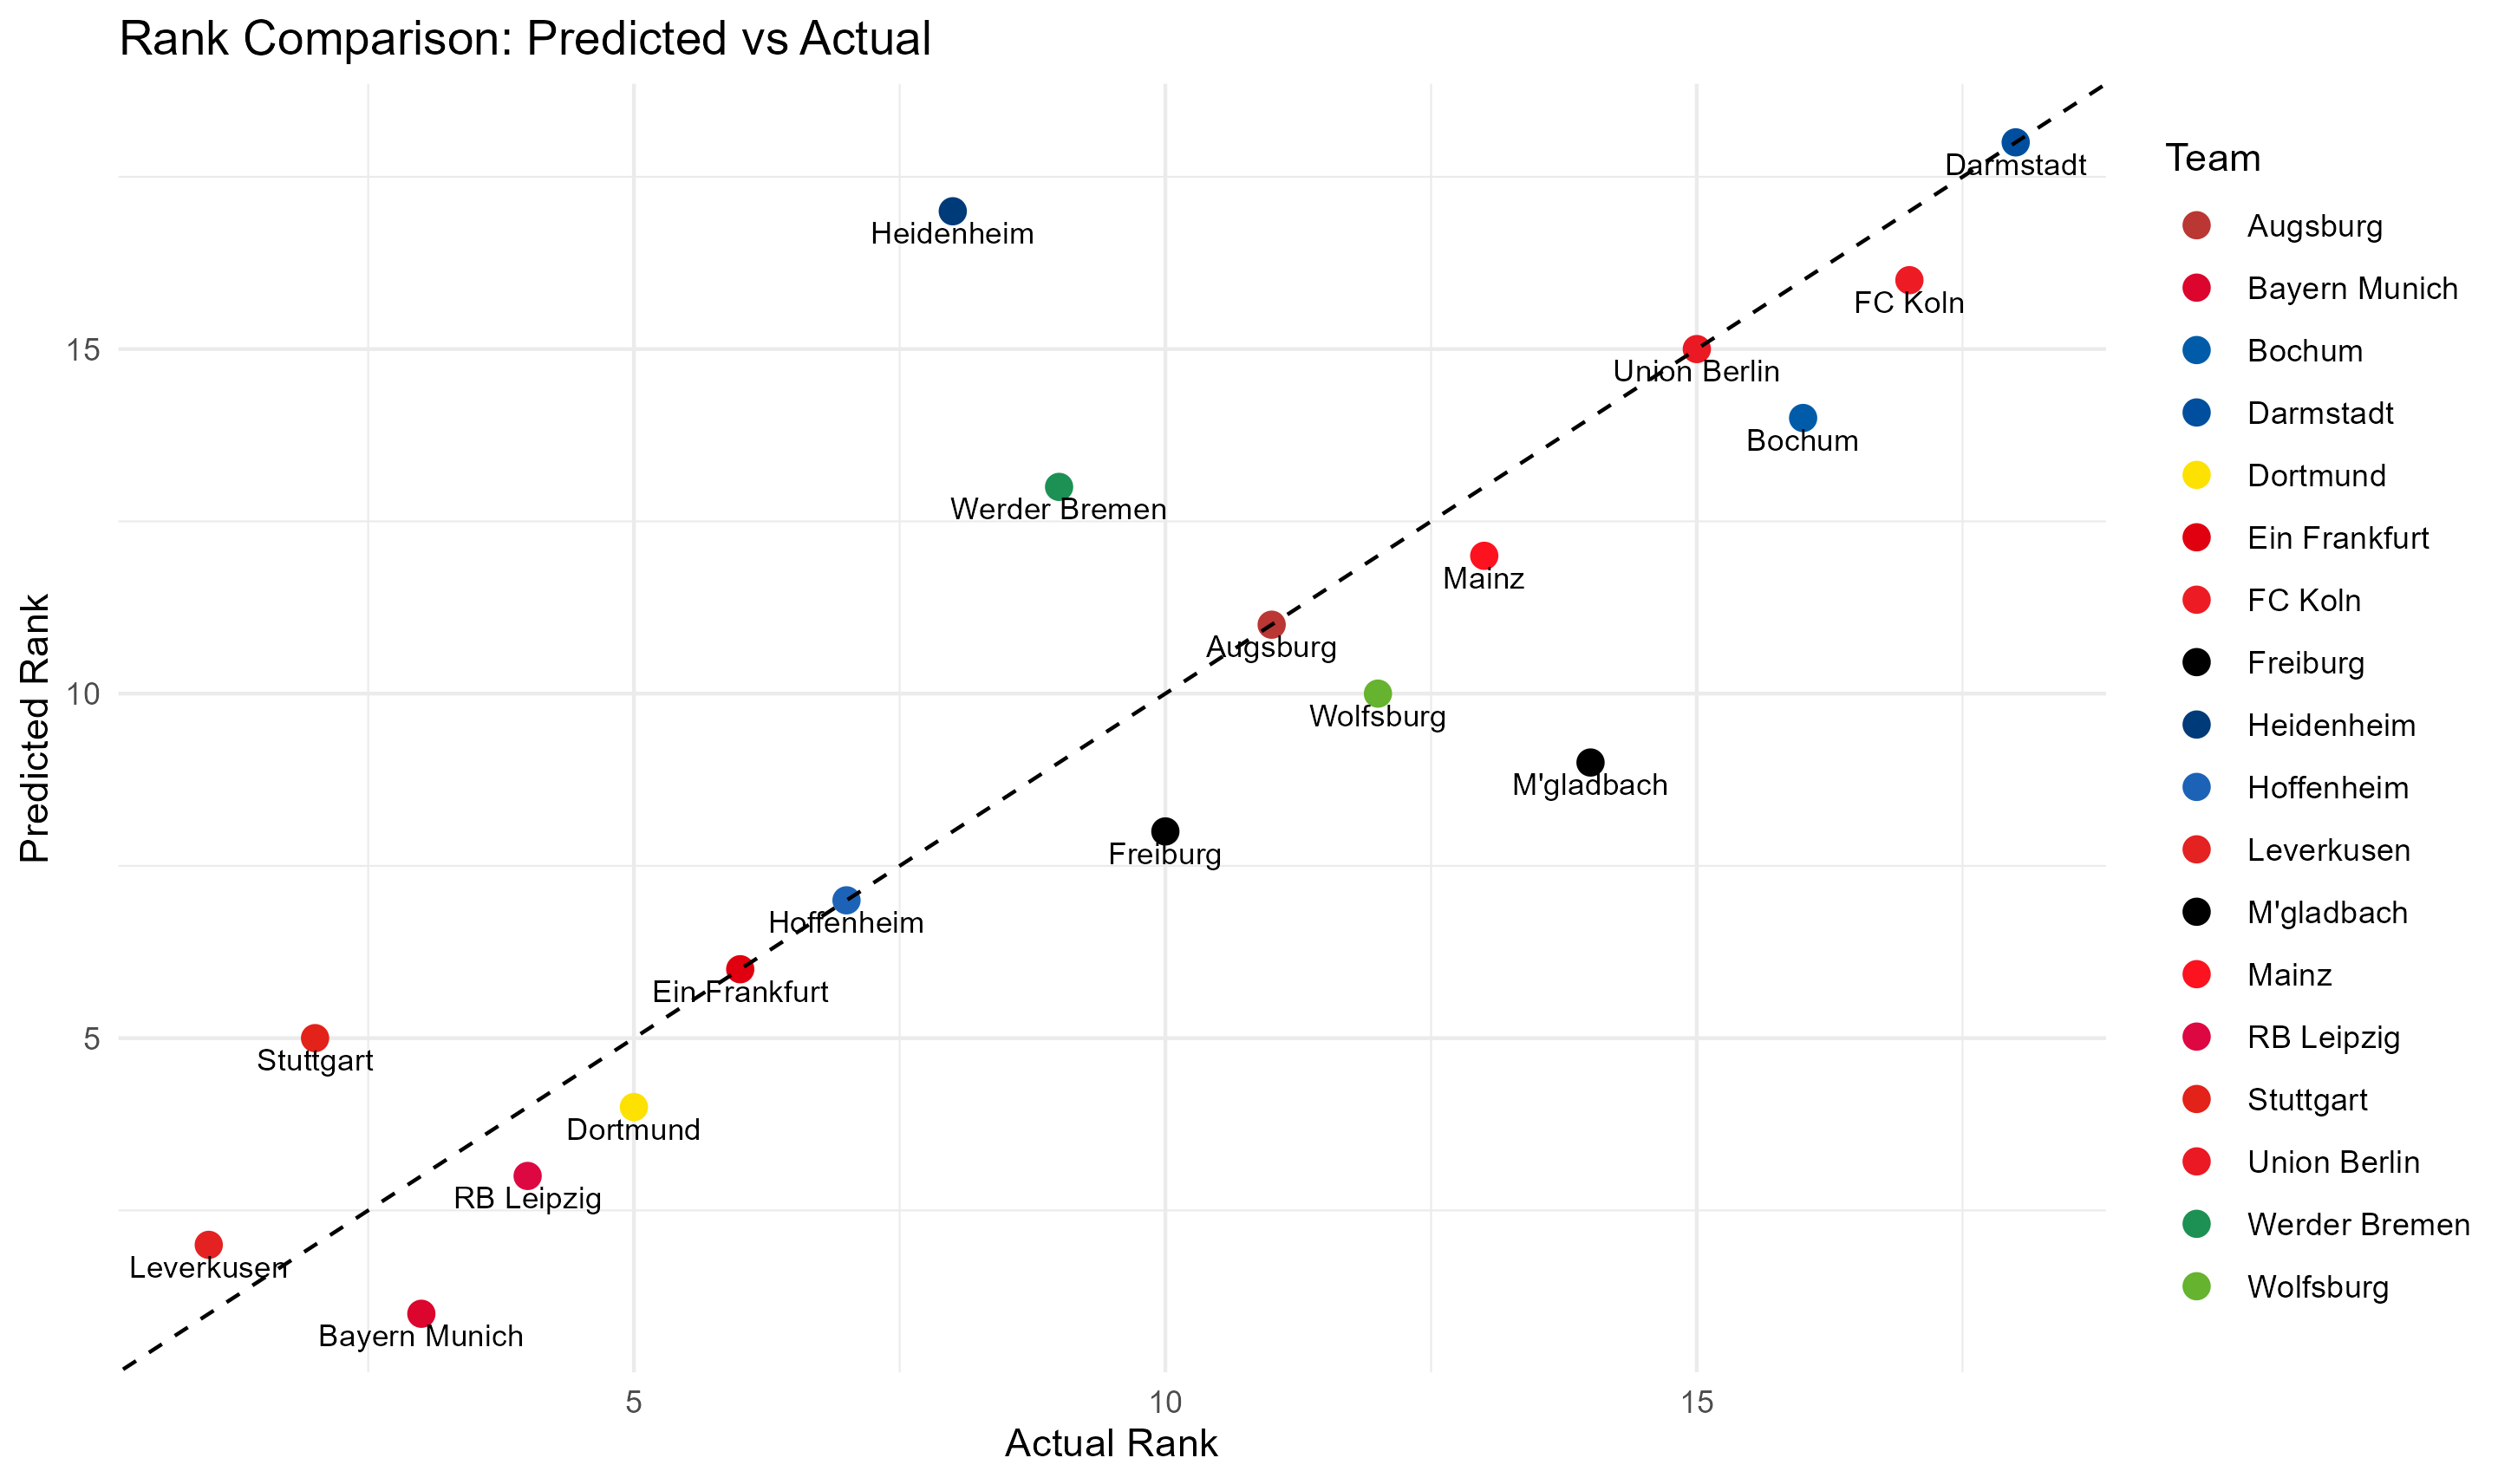 Rank Comparison: Predicted vs Actual
Darmstadt
Heidenheim
FC Koln
15
Union Berlin
Bochum
Werder Bremen
Mainz
Augsburg
10
Wolfsburg
M'gladbach
Freiburg
Hoffenheim
Ein Frankfurt
5
Stuttgart
Dortmund
RB Leipzig
Leverkusen
Bayern Munich
Predicted Rank
5
10
15
Actual Rank
Team
Augsburg
Bayern Munich
Bochum
Darmstadt
Dortmund
Ein Frankfurt
FC Koln
Freiburg
Heidenheim
Hoffenheim
Leverkusen
M'gladbach
Mainz
RB Leipzig
Stuttgart
Union Berlin
Werder Bremen
Wolfsburg